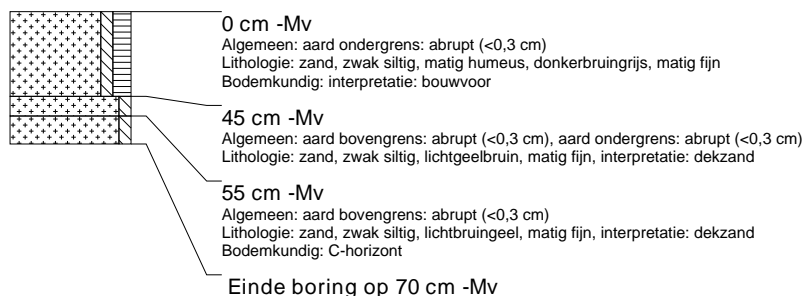 0 cm -Mv
Algemeen: aard ondergrens: abrupt (<0,3 cm)
Lithologie: zand, zwak siltig, matig humeus, donkerbruingrijs, matig fijn
Bodemkundig: interpretatie: bouwvoor
45 cm -Mv
Algemeen: aard bovengrens: abrupt (<0,3 cm), aard ondergrens: abrupt (<0,3 cm)
Lithologie: zand, zwak siltig, lichtgeelbruin, matig fijn, interpretatie: dekzand
55 cm -Mv
Algemeen: aard bovengrens: abrupt (<0,3 cm)
Lithologie: zand, zwak siltig, lichtbruingeel, matig fijn, interpretatie: dekzand
Bodemkundig: C-horizont
Einde boring op 70 cm -Mv